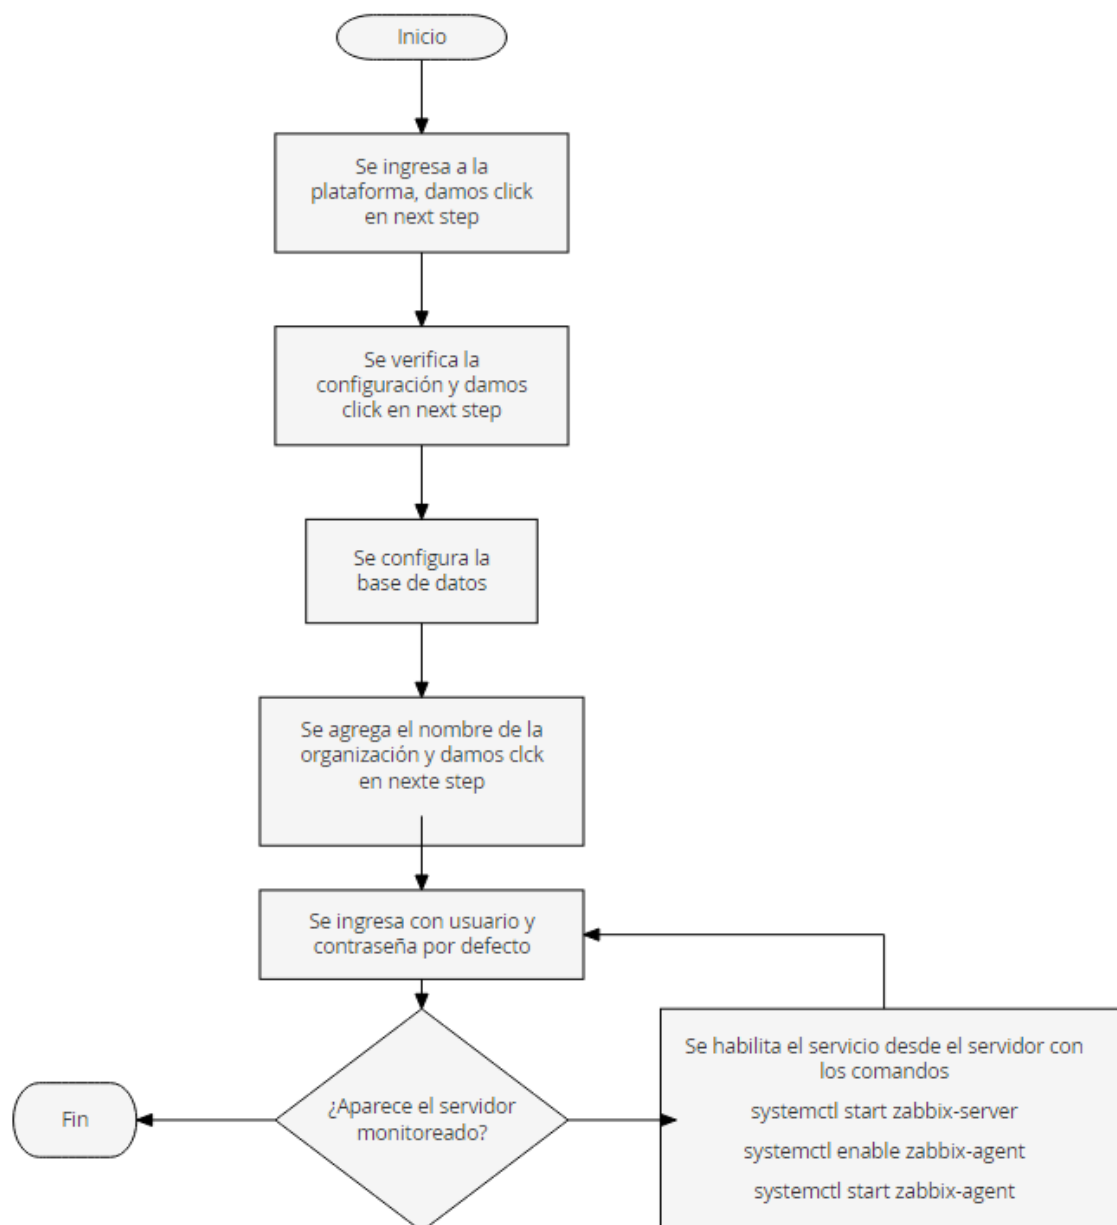 Inicio
Se ingresa a la
plataforma, damos click
en next step
Se verifica la
configuración y damos
click en next step
Se configura la
base de datos
Se agrega el nombre de la
organización y damos clck
en nexte step
Se ingresa con usuario y
contraseña por defecto
¿Aparece el servidor
monitoreado?
Fin
Se habilita el servicio desde el servidor con
los comandos
systemctl start zabbix-server
systemctl enable zabbix-agent
systemctl start zabbix-agent